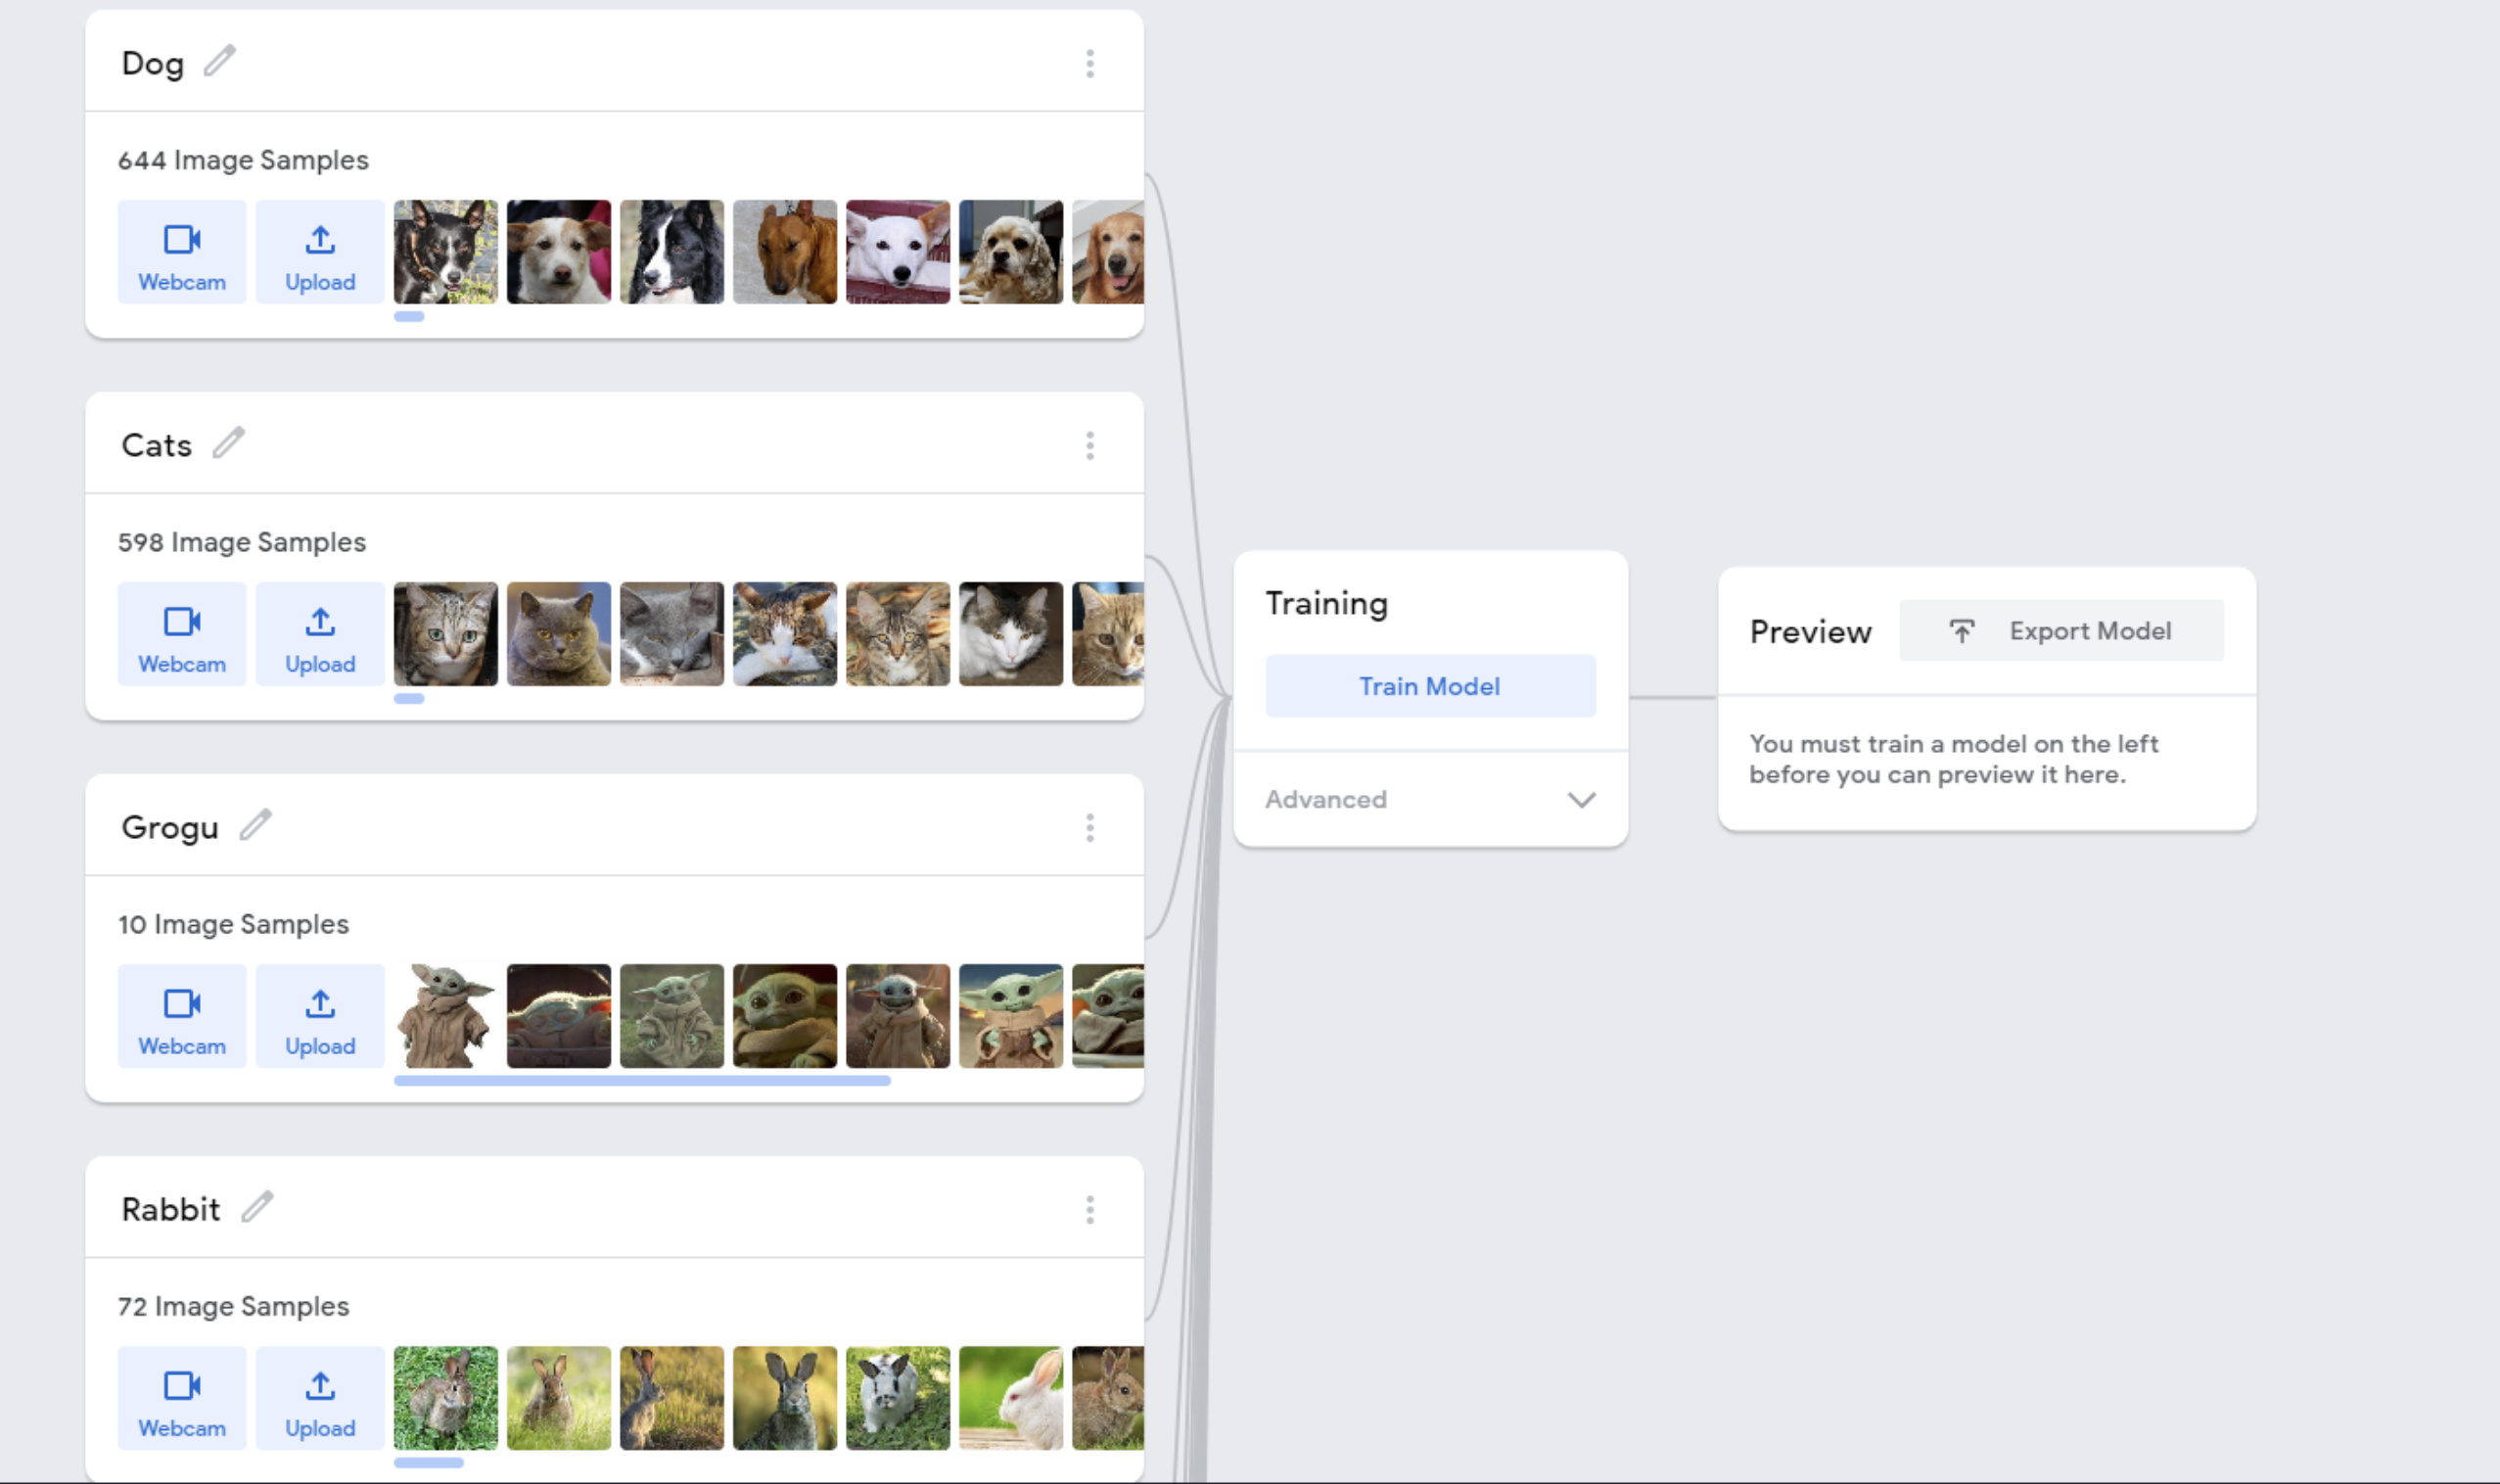 Dog
644 Image Samples
Webcam
Upload
Cats
598 Image Samples
Webcam
Upload
Grogu
10 Image Samples
Webcam
Upload
Rabbit
72 Image Samples
Webcam
Upload
Training
Train Model
Advanced
Preview
Export Model
You must train a model on the left
before you can preview it here.